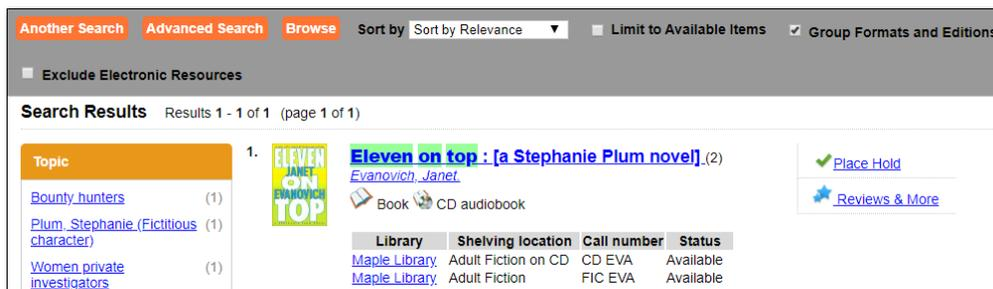 Another Search Advanced Search Browse Sort by Sort by Relevance Limit to Available Items Group Formats and Editions
Exclude Electronic Resources
Search Results Results 1 - 1 of 1 (page 1 of 1)
Topic
Bounty hunters (1)
Plum, Stephanie (Fictitious (1)
character)
Women private (1)
investigators
1.
ELEVEN
JANET
ON
EVANOVICH
TOP
Eleven on top : [a Stephanie Plum novel] (2)
Evanovich, Janet.
Book CD audiobook
Library Shelving location Call number Status
Maple Library Adult Fiction on CD CD EVA Available
Maple Library Adult Fiction FIC EVA Available
Place Hold
Reviews & More